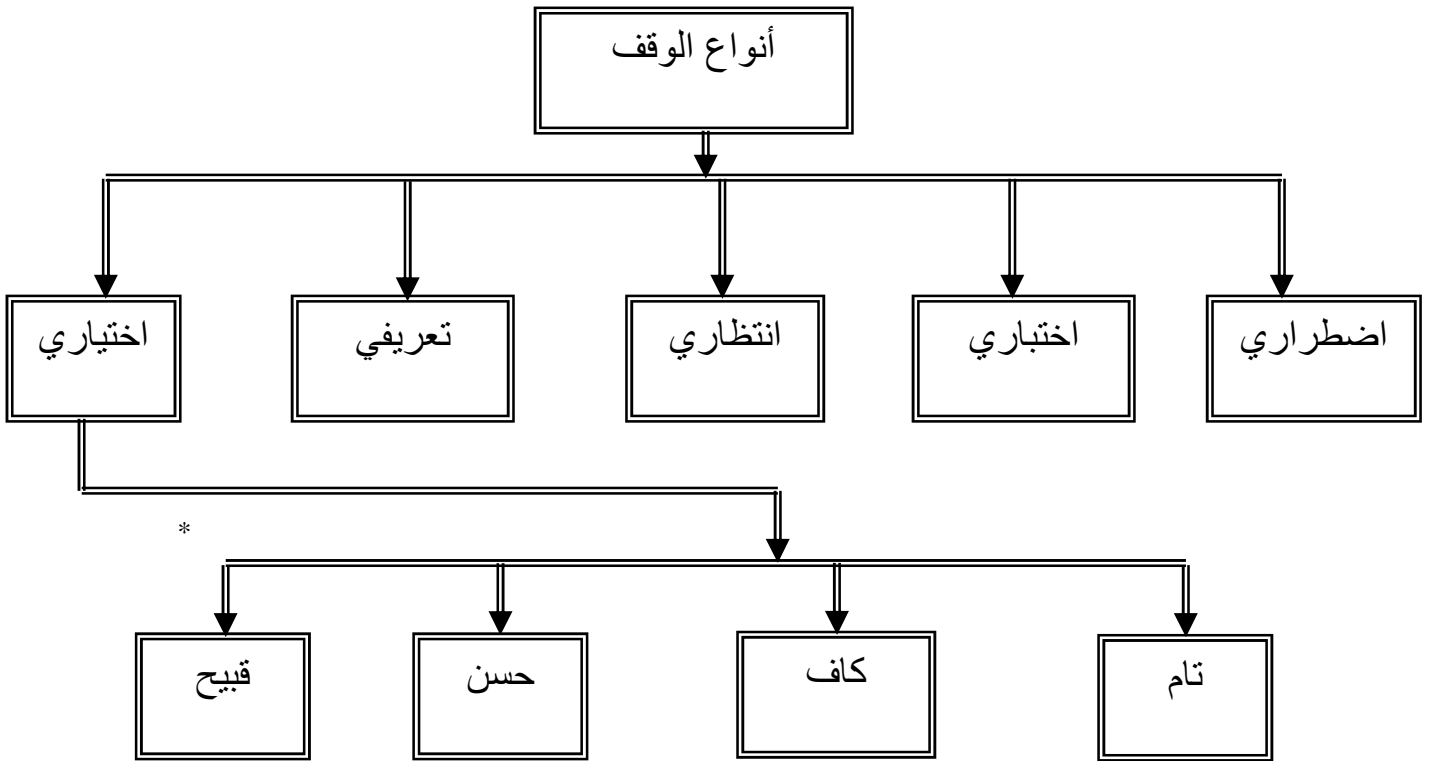 أنواع الوقف
اضطراري
اختباري
انتظاري
تعريفي
اختياري
*
تام
كاف
حسن
قبيح